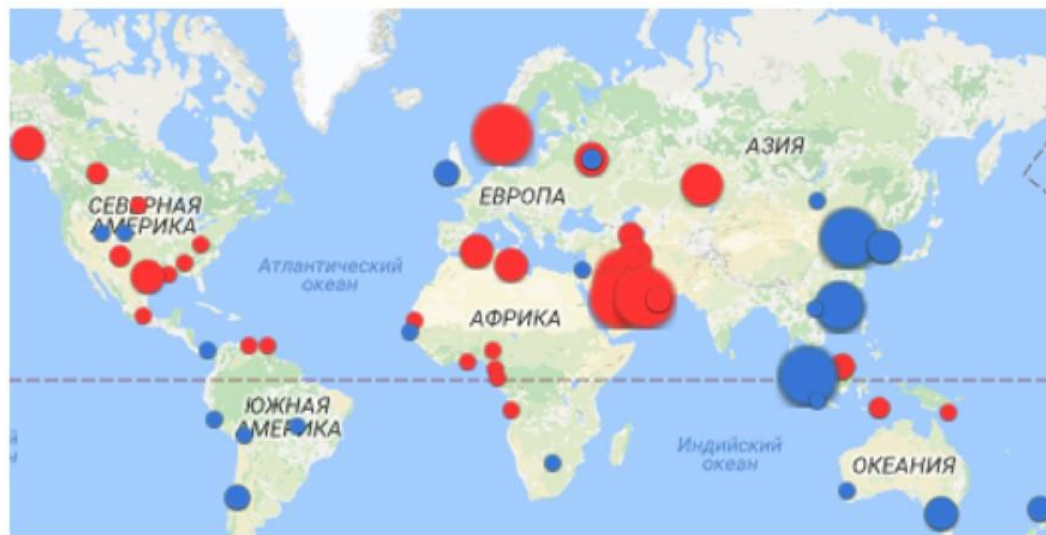 АЗИЯ
ЕВРОПА
СЕВЕРНАЯ
АМЕРИКА
Атлантический
океан
АФРИКА
ЮЖНАЯ
АМЕРИКА
Индийский
океан
ОКЕАНИЯ